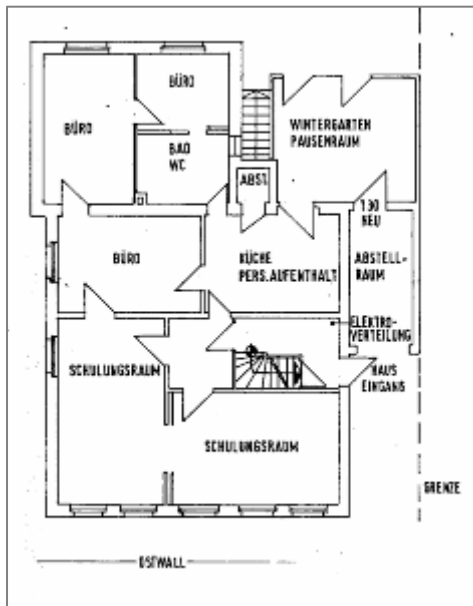 BÜRO
BÜRO
WINTERGARTEN
PAUSENRAUM
BAD
WC
ABST.
130
NEU
BÜRO
KÜCHE
PERS. AUFENTHALT
ABSTELL-
RAUM
ELEKTRO-
VERTEILUNG
SCHULUNGSRAUM
HAUS
EINGANG
SCHULUNGSRAUM
GRENZE
OSTWALL